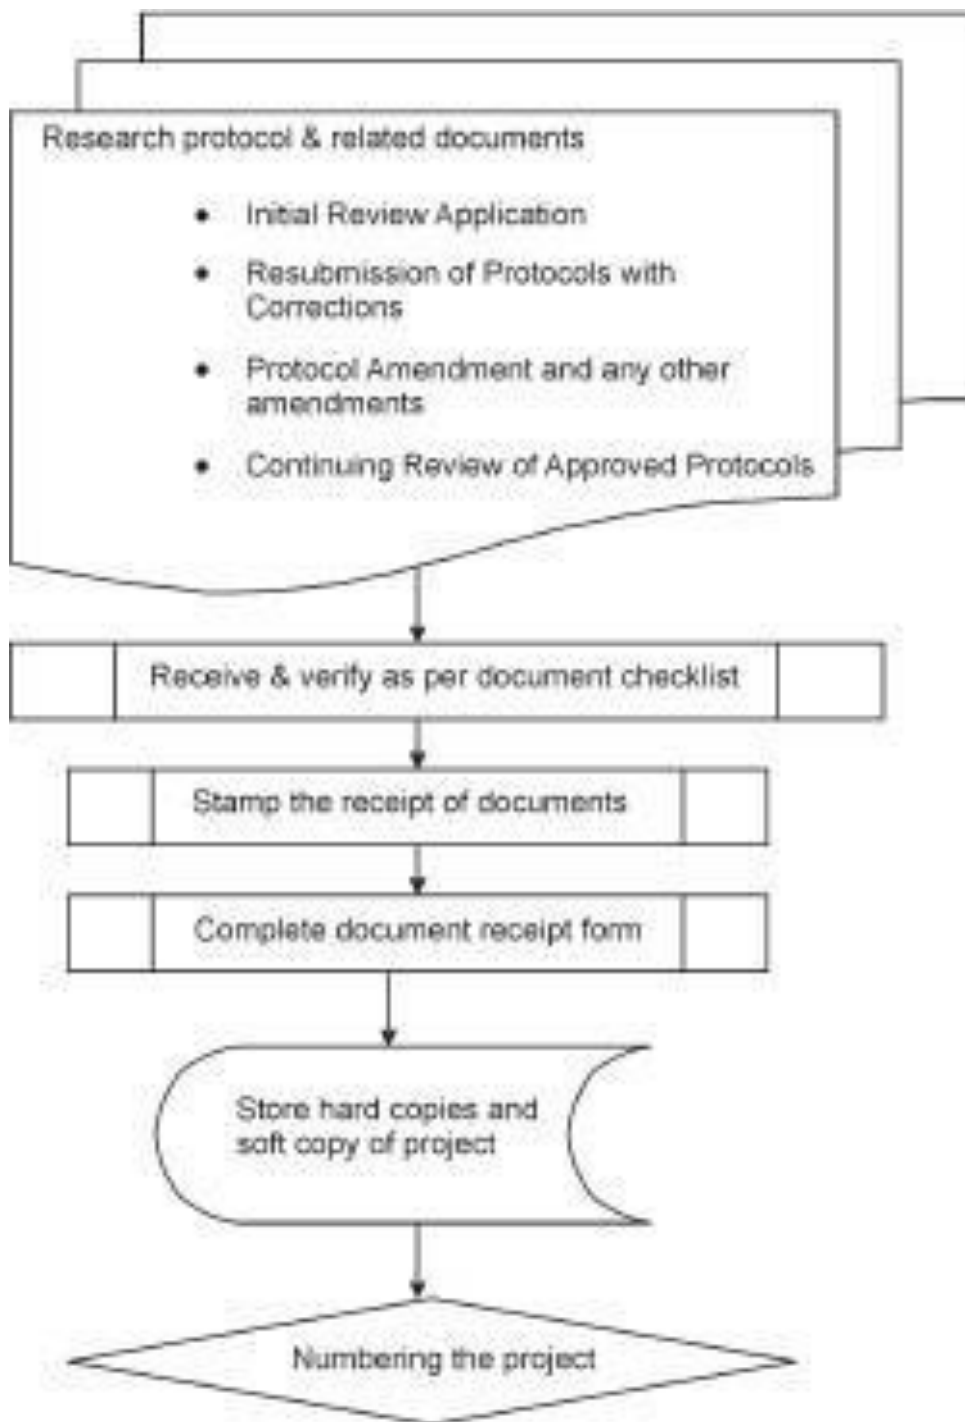 Research protocol & related documents
• Initial Review Application
• Resubmission of Protocols with
Corrections
• Protocol Amendment and any other
amendments
• Continuing Review of Approved Protocols
Receive & verify as per document checklist
Stamp the receipt of documents
Complete document receipt form
Store hard copies and
soft copy of project
Numbering the project